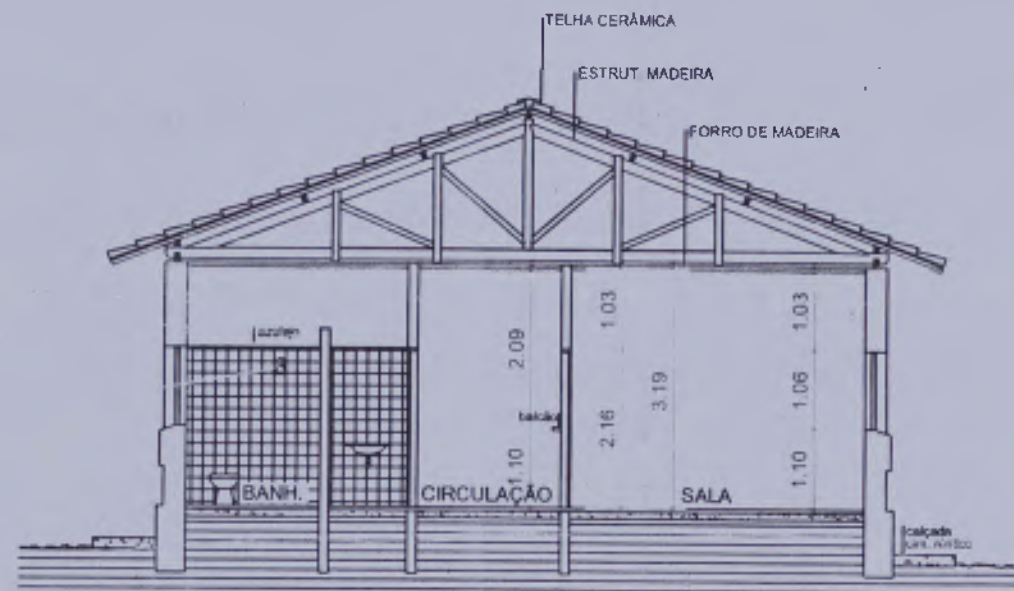 TELHA CERÂMICA
ESTRUT. MADEIRA
FORRO DE MADEIRA
azulejo
2.09
1.03
1.03
3.19
2.16
1.06
balcão
1.10
1.10
BANH.
CIRCULAÇÃO
SALA
calçada